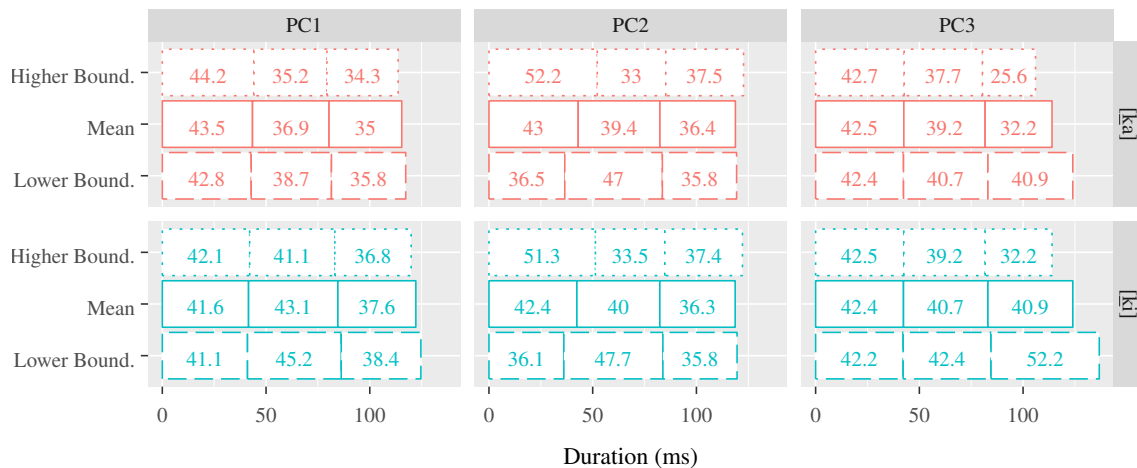 PC1 PC2 PC3
Higher Bound. 44.2 35.2 34.3 52.2 33 37.5 42.7 37.7 25.6
Mean 43.5 36.9 35 43 39.4 36.4 42.5 39.2 32.2
Lower Bound. 42.8 38.7 35.8 36.5 47 35.8 42.4 40.7 40.9
[ka]
Higher Bound. 42.1 41.1 36.8 51.3 33.5 37.4 42.5 39.2 32.2
Mean 41.6 43.1 37.6 42.4 40 36.3 42.4 40.7 40.9
Lower Bound. 41.1 45.2 38.4 36.1 47.7 35.8 42.2 42.4 52.2
[ki]
0 50 100 0 50 100 0 50 100
Duration (ms)